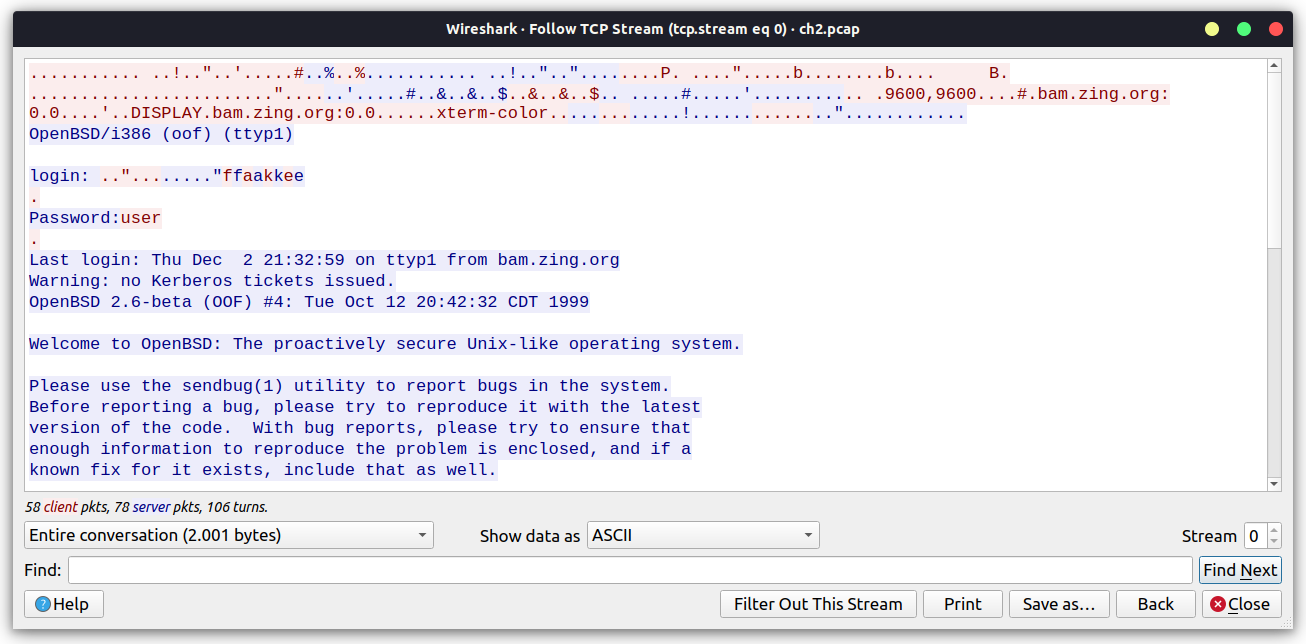 Wireshark · Follow TCP Stream (tcp.stream eq 0) · ch2.pcap
........... ..!.."..'.....#..%..%........... ..!..".."........P. ....".....b........b.... B.
........................"......'.....#..&..&..$..&..&..$.. .....#.....'........... .9600,9600....#.bam.zing.org:
0.0....'..DISPLAY.bam.zing.org:0.0......xterm-color.............!..............."............
OpenBSD/i386 (oof) (ttyp1)
login: .."........"ffaakkee
.
Password:user
.
Last login: Thu Dec  2 21:32:59 on ttyp1 from bam.zing.org
Warning: no Kerberos tickets issued.
OpenBSD 2.6-beta (OOF) #4: Tue Oct 12 20:42:32 CDT 1999
Welcome to OpenBSD: The proactively secure Unix-like operating system.
Please use the sendbug(1) utility to report bugs in the system.
Before reporting a bug, please try to reproduce it with the latest
version of the code.  With bug reports, please try to ensure that
enough information to reproduce the problem is enclosed, and if a
known fix for it exists, include that as well.
58 client pkts, 78 server pkts, 106 turns.
Entire conversation (2.001 bytes) Show data as ASCII Stream 0
Find: Find Next
Help Filter Out This Stream Print Save as… Back Close